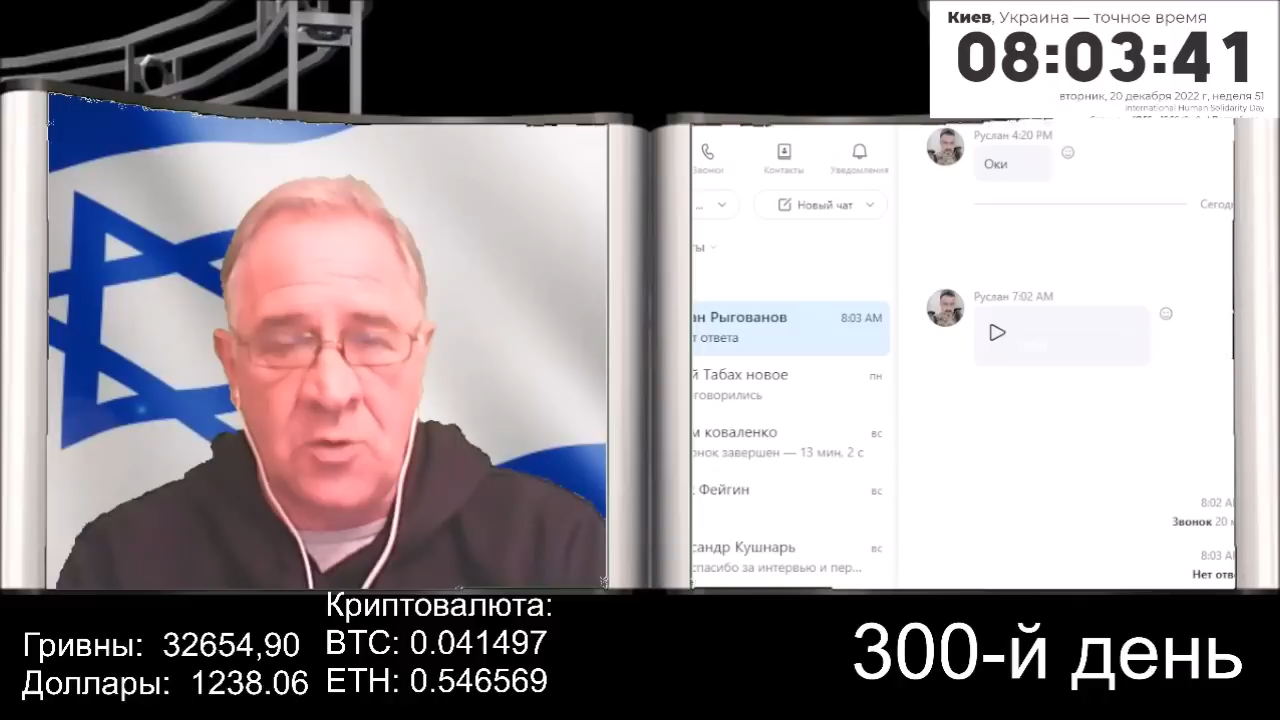 Киев, Украина — точное время
08:03:41
вторник, 20 декабря 2022 г, неделя 51
International Human Solidarity Day
Звонки
Контакты
Уведомления
...
Новый чат
ты
ан Рыгованов
8:03 AM
т ответа
й Табах новое
пн
говорились
м коваленко
вс
онок завершен — 13 мин, 2 с
. Фейгин
вс
сандр Кушнарь
вс
спасибо за интервью и пер...
Руслан 4:20 PM
Оки
Сегод
Руслан 7:02 AM
8:02 A
Звонок 20 м
8:03 A
Нет отв
Гривны: 32654,90
Доллары: 1238.06
Криптовалюта:
BTC: 0.041497
ETH: 0.546569
300-й день